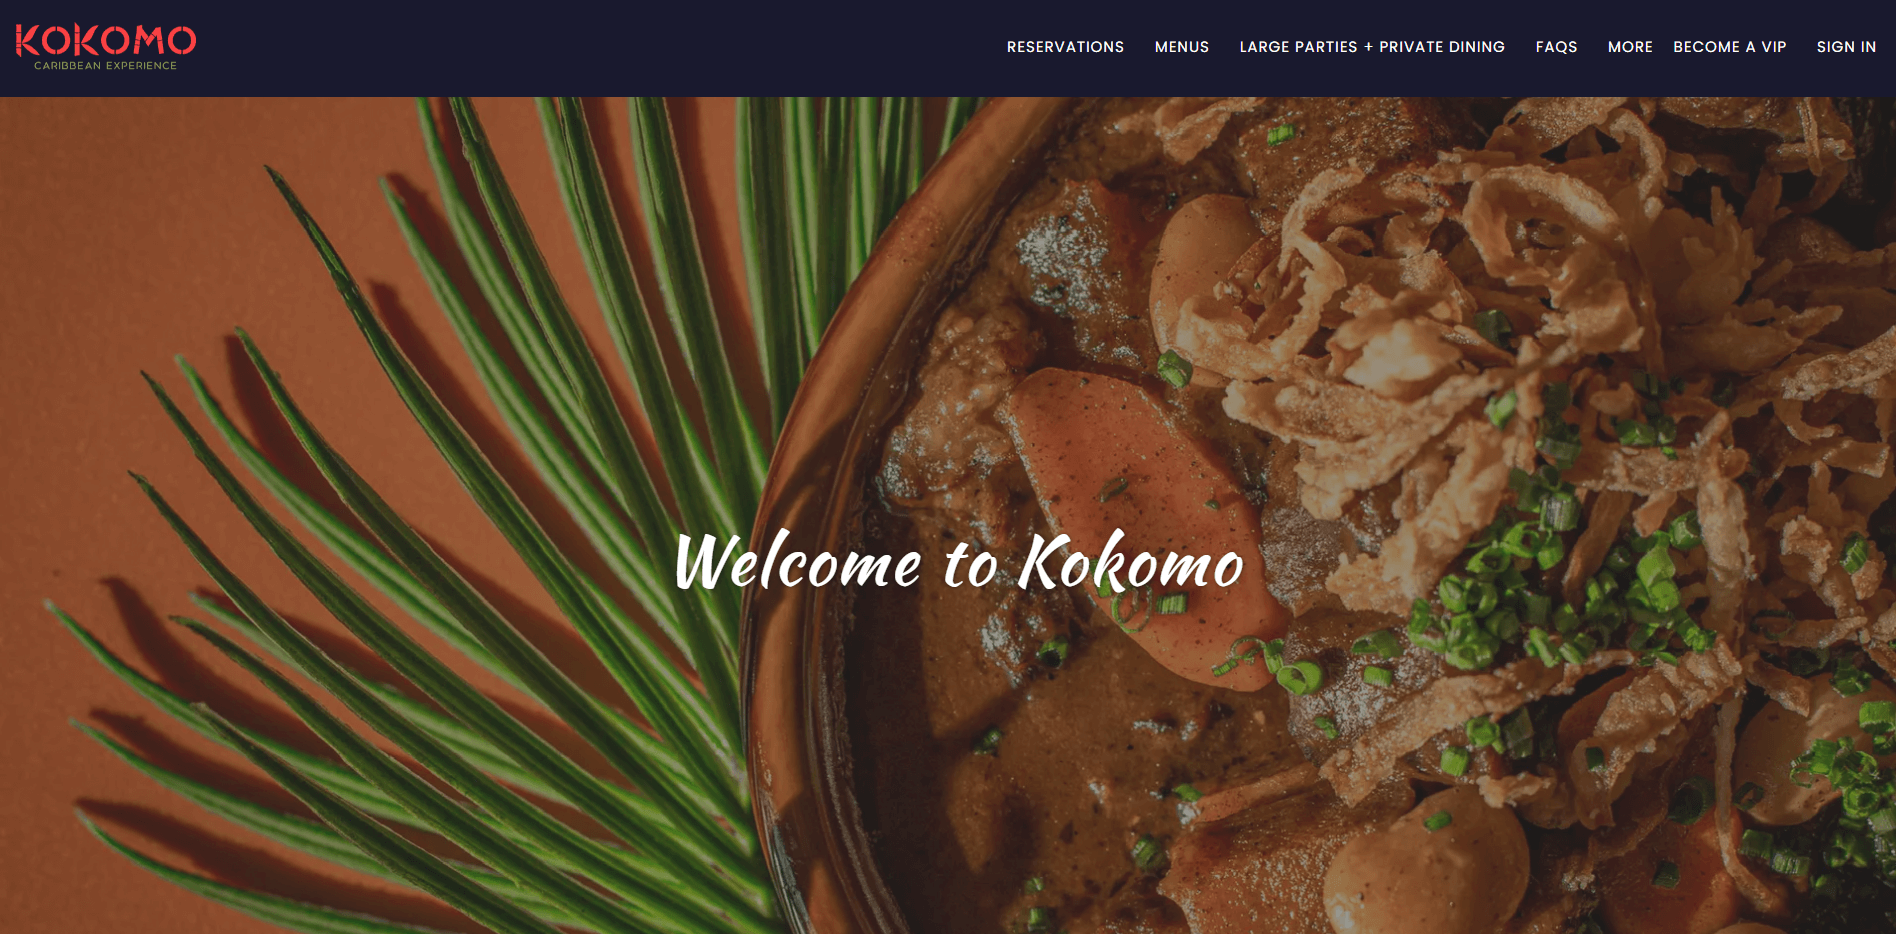 KOKOMO
CARIBBEAN EXPERIENCE
RESERVATIONS MENUS LARGE PARTIES + PRIVATE DINING FAQS MORE BECOME A VIP SIGN IN
Welcome to Kokomo